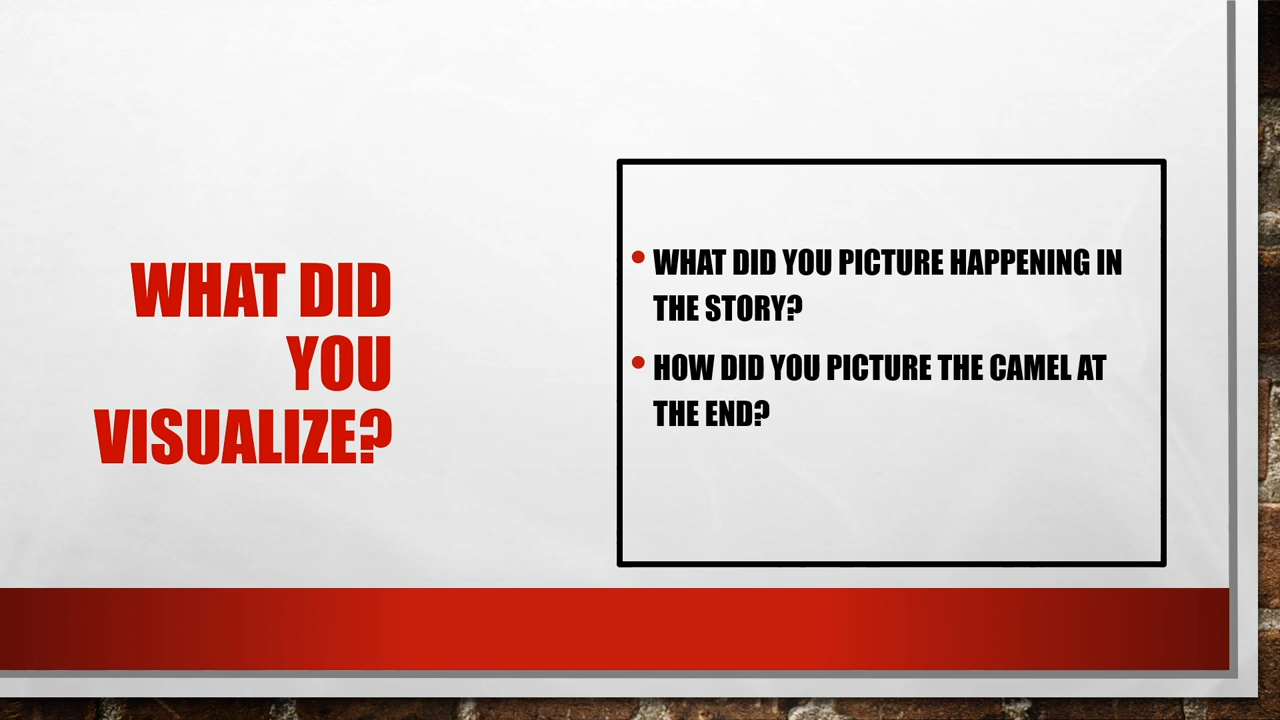 WHAT DID
YOU
VISUALIZE?
• WHAT DID YOU PICTURE HAPPENING IN
THE STORY?
• HOW DID YOU PICTURE THE CAMEL AT
THE END?